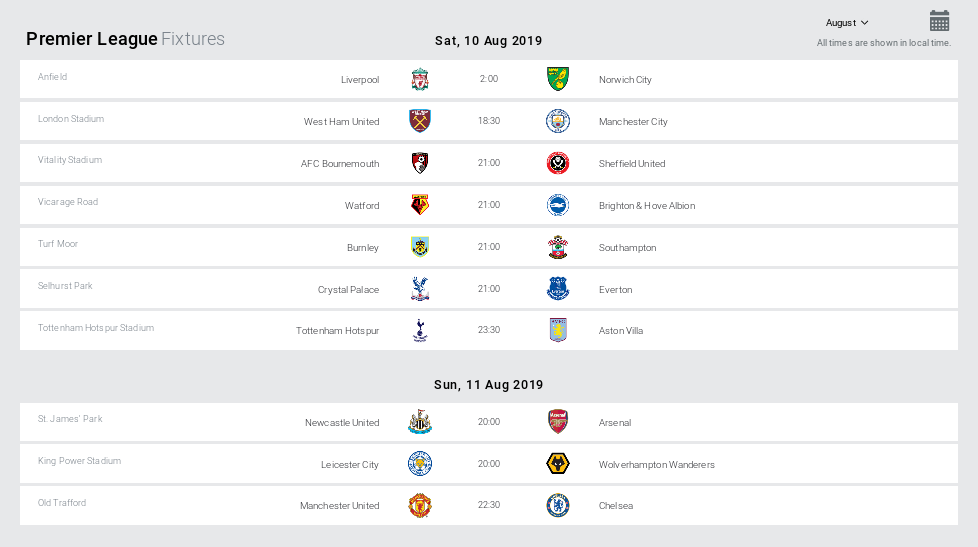 August
Premier League Fixtures
Sat, 10 Aug 2019
All times are shown in local time.
Anfield Liverpool 2:00 Norwich City
London Stadium West Ham United 18:30 Manchester City
Vitality Stadium AFC Bournemouth 21:00 Sheffield United
Vicarage Road Watford 21:00 Brighton & Hove Albion
Turf Moor Burnley 21:00 Southampton
Selhurst Park Crystal Palace 21:00 Everton
Tottenham Hotspur Stadium Tottenham Hotspur 23:30 Aston Villa
Sun, 11 Aug 2019
St. James' Park Newcastle United 20:00 Arsenal
King Power Stadium Leicester City 20:00 Wolverhampton Wanderers
Old Trafford Manchester United 22:30 Chelsea